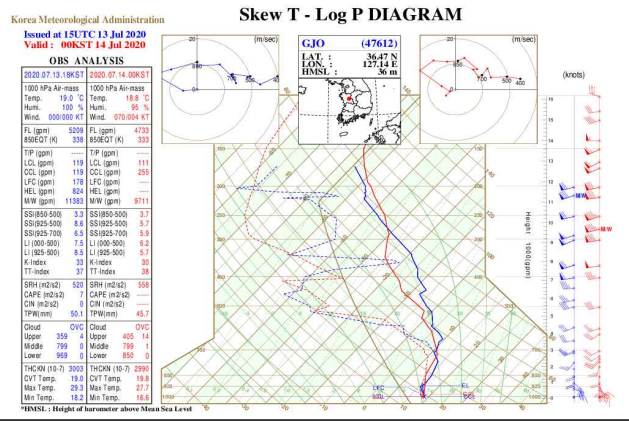 Korea Meteorological Administration
Skew T - Log P DIAGRAM
Issued at 15UTC 13 Jul 2020
Valid : 00KST 14 Jul 2020
OBS ANALYSIS
2020.07.13.18KST 2020.07.14.00KST
1000 hPa Air-mass 1000 hPa Air-mass
Temp. 19.0 °C Temp. 18.8 °C
Humi. 100 % Humi. 95 %
Wind. 000/000 KT Wind. 070/004 KT
FL (gpm) 5209 FL (gpm) 4733
850EQT (K) 338 850EQT (K) 333
T/P (gpm) ----- T/P (gpm) -----
LCL (gpm) 119 LCL (gpm) 111
CCL (gpm) 119 CCL (gpm) 255
LFC (gpm) 178 LFC (gpm) ----
HEL (gpm) 824 HEL (gpm) ----
M/W (gpm) 11383 M/W (gpm) 9711
SSI(850-500) 3.3 SSI(850-500) 3.7
SSI(925-500) 8.6 SSI(925-500) 5.7
SSI(925-700) 6.5 SSI(925-700) 5.9
LI (000-500) 7.5 LI (000-500) 6.2
LI (925-500) 8.5 LI (925-500) 5.7
K-Index 33 K-Index 30
TT-Index 37 TT-Index 38
SRH (m2/s2) 520 SRH (m2/s2) 558
CAPE (m2/s2) 7 CAPE (m2/s2) -----
CIN (m2/s2) 0 CIN (m2/s2) -----
TPW(mm) 50.1 TPW(mm) 45.7
Cloud OVC Cloud OVC
Upper 359 4 Upper 405 14
Middle 799 0 Middle 799 1
Lower 969 0 Lower 850 0
THCKN (10-7) 3003 THCKN (10-7) 2990
CVT Temp. 19.0 CVT Temp. 19.8
Max Temp. 29.3 Max Temp. 27.7
Min Temp. 18.2 Min Temp. 16.6
*HMSL : Height of barometer above Mean Sea Level
(m/sec)
GJO (47612)
LAT. : 36.47 N
LON. : 127.14 E
HMSL : 36 m
(m/sec)
(knots)
M/W
M/W
Height 1000(gpm)
LFC
EL